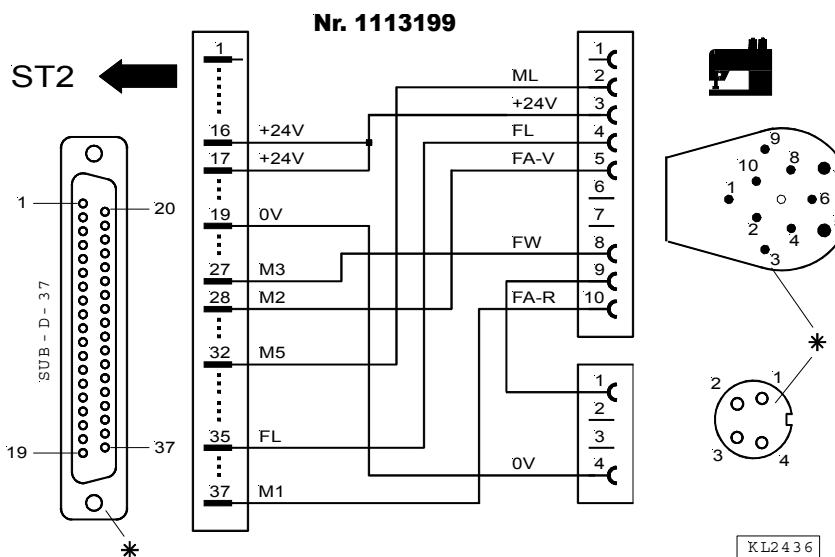 Nr. 1113199
ST2
1
16 +24V
17 +24V
19 0V
27 M3
28 M2
32 M5
35 FL
37 M1
1
ML 2
+24V 3
FL 4
FA-V 5
6
7
FW 8
9
FA-R 10
1
2
3
0V 4
1
20
SUB-D-37
19
37
9
10
8
1
6
2
4
3
2
1
3
4
KL2436